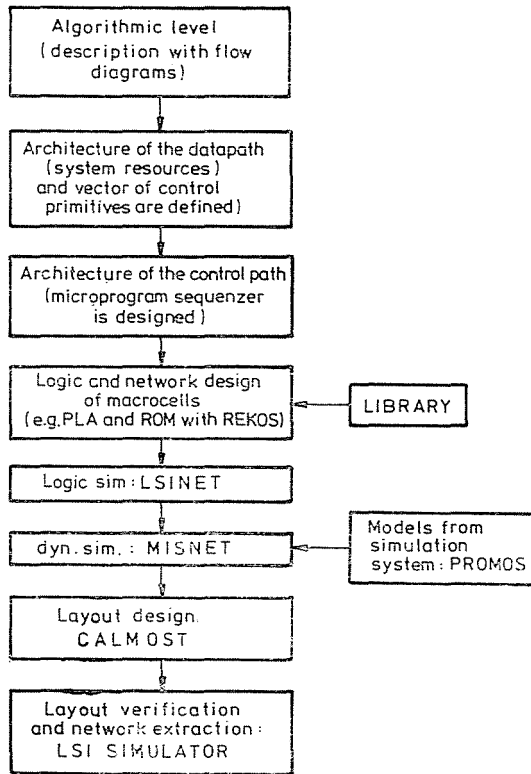 Algorithmic level
(description with flow
diagrams)
Architecture of the datapath
(system resources)
and vector of control
primitives are defined)
Architecture of the control path
(microprogram sequenzer
is designed)
Logic and network design
of macrocells
(e.g. PLA and ROM with REKOS)
LIBRARY
Logic sim : LSINET
dyn. sim. : MISNET
Models from
simulation
system : PROMOS
Layout design.
CALMOST
Layout verification
and network extraction :
LSI SIMULATOR